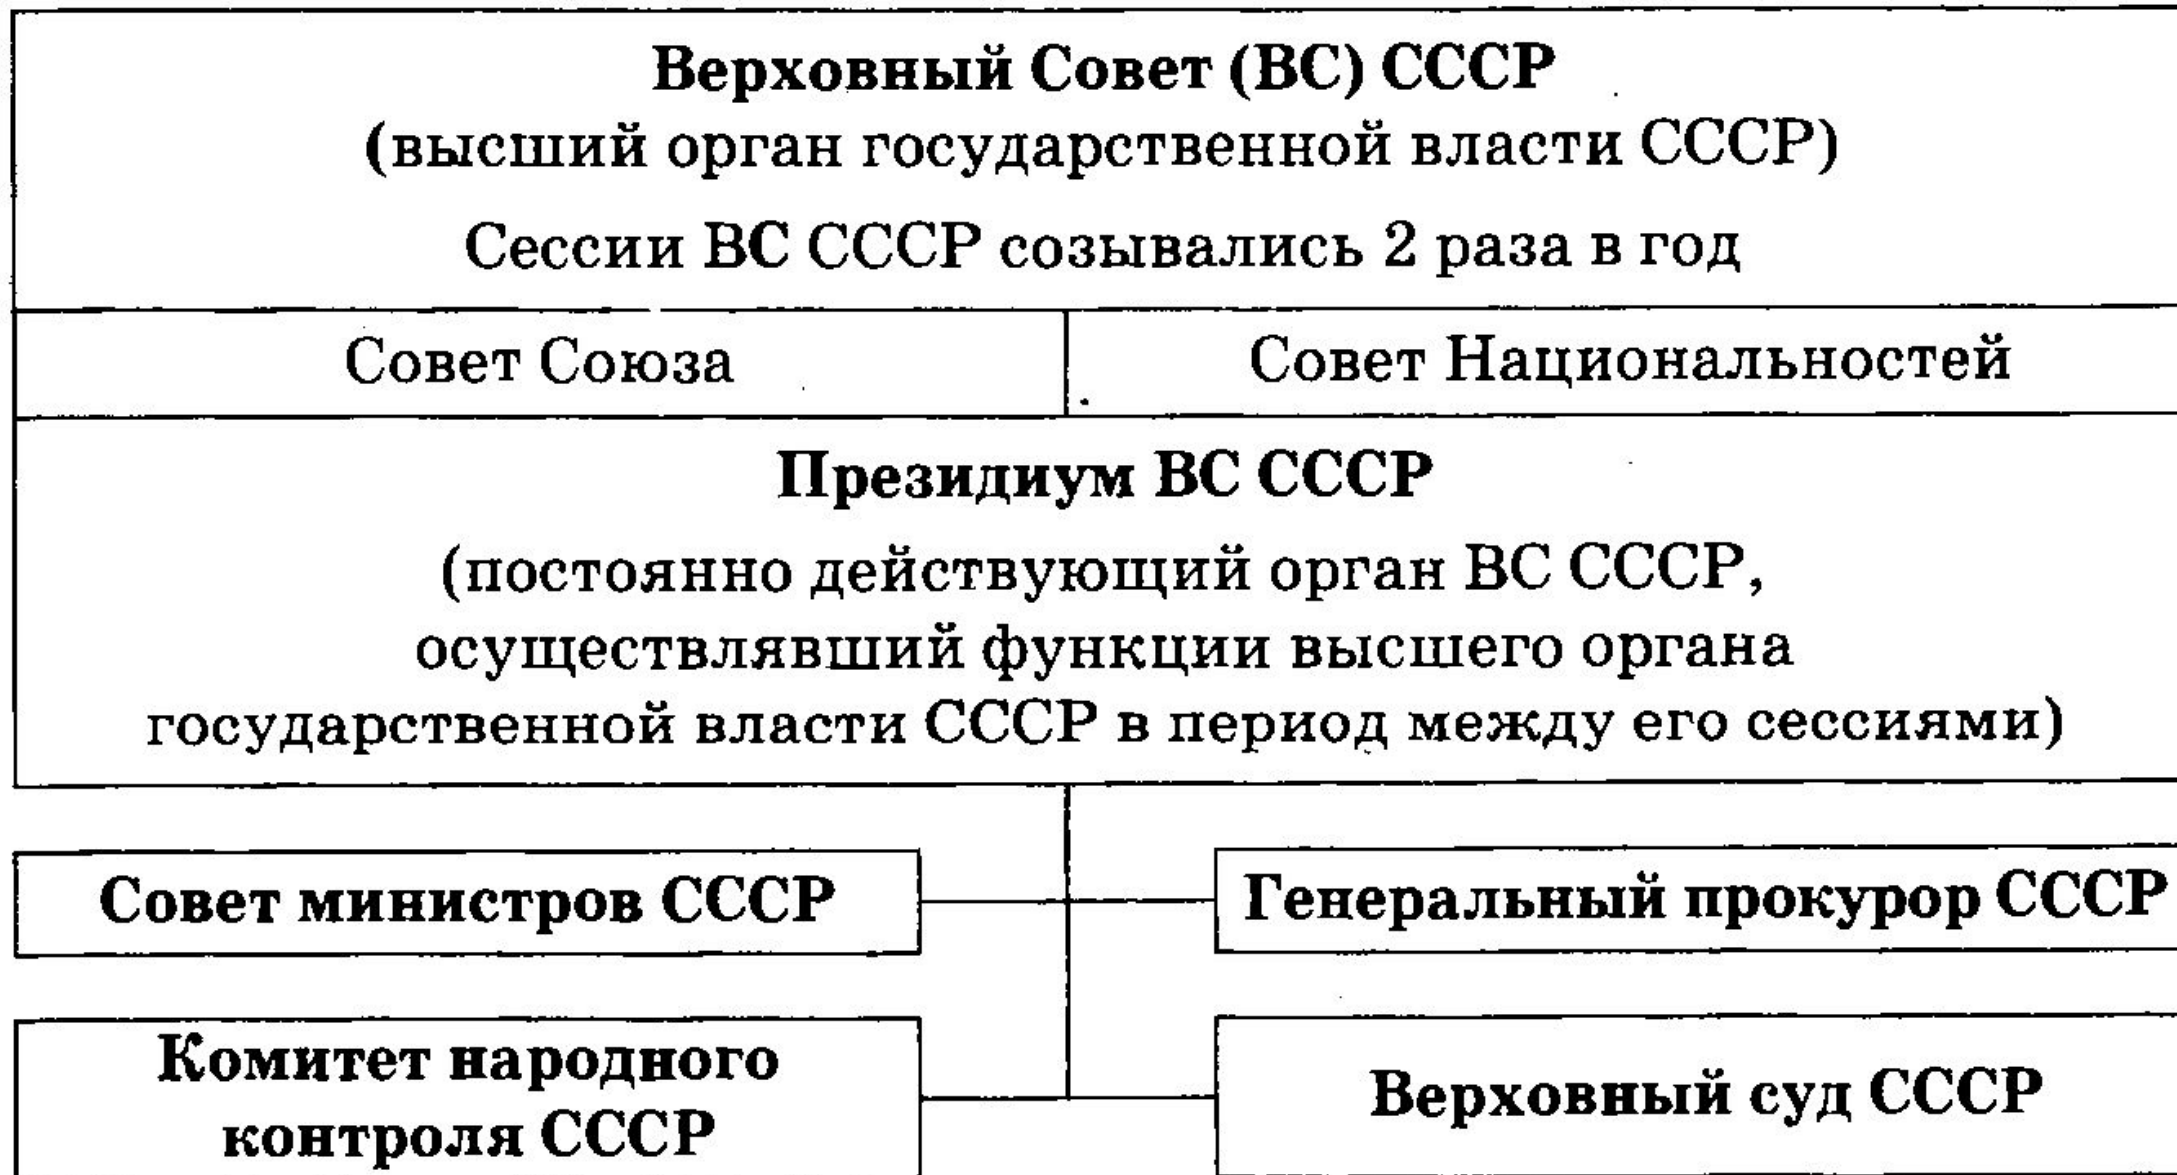 Верховный Совет (ВС) СССР
(высший орган государственной власти СССР)
Сессии ВС СССР созывались 2 раза в год
Совет Союза
Совет Национальностей
Президиум ВС СССР
(постоянно действующий орган ВС СССР,
осуществлявший функции высшего органа
государственной власти СССР в период между его сессиями)
Совет министров СССР
Генеральный прокурор СССР
Комитет народного
контроля СССР
Верховный суд СССР